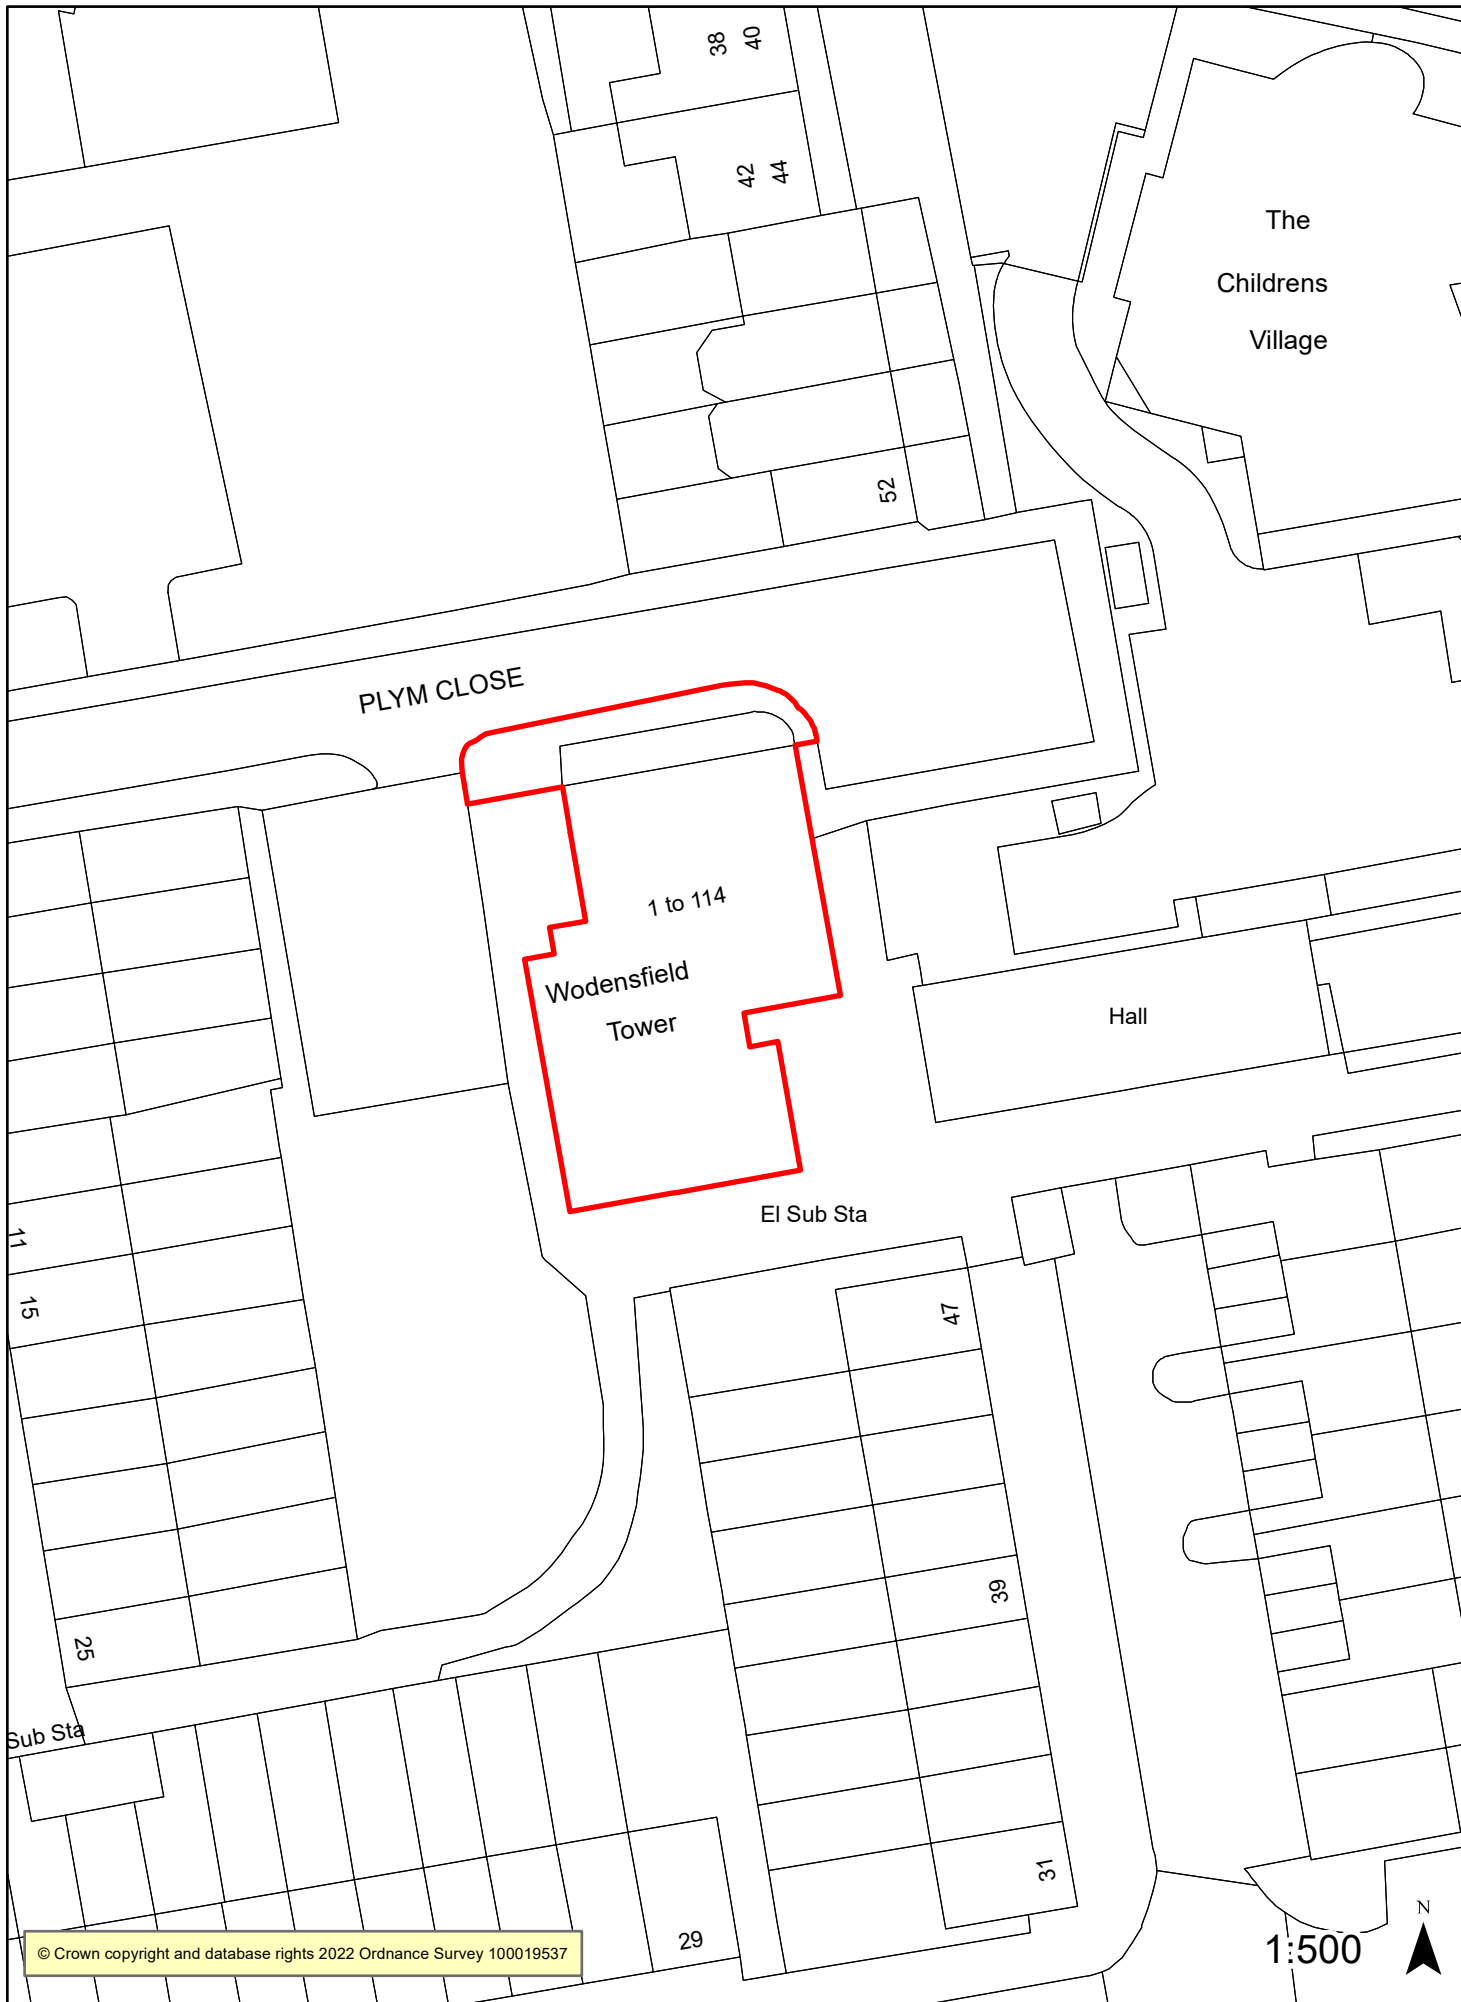 38
40
42
44
The
Childrens
Village
52
PLYM CLOSE
1 to 114
Wodensfield
Tower
Hall
El Sub Sta
11
15
47
39
25
Sub Sta
31
29
© Crown copyright and database rights 2022 Ordnance Survey 100019537
1:500
N